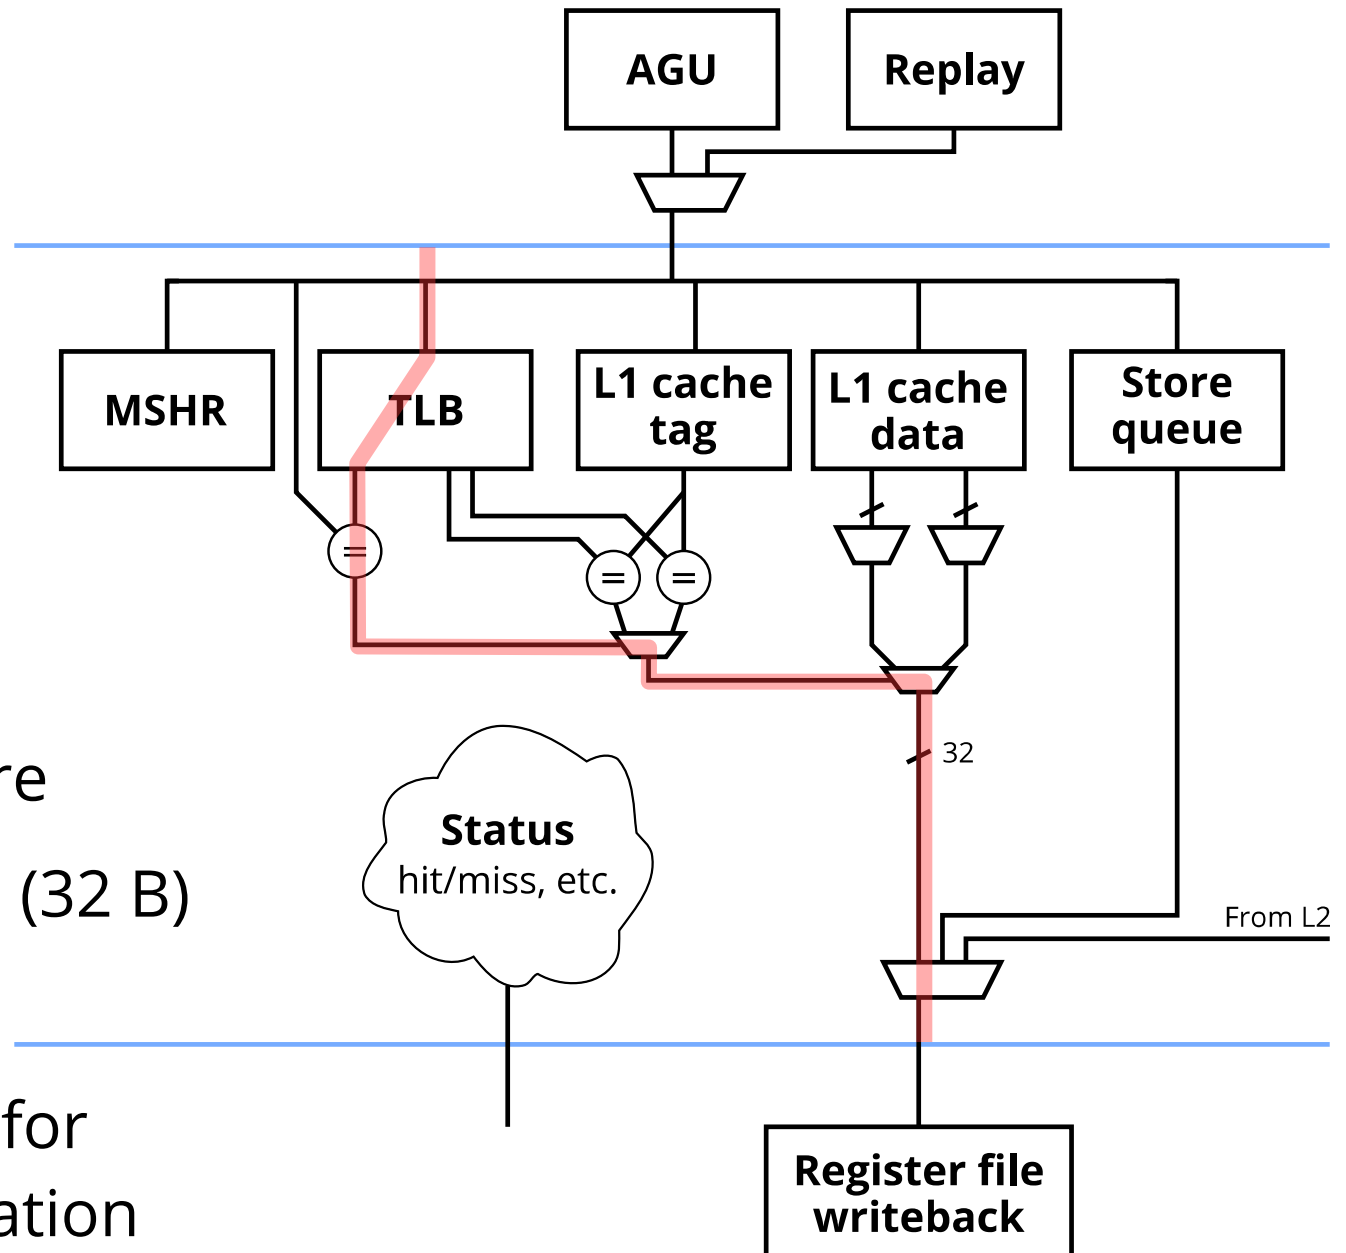 AGU
Replay
MSHR
TLB
L1 cache
tag
L1 cache
data
Store
queue
=
=
=
32
re
Status
hit/miss, etc.
(32 B)
From L2
for
ation
Register file
writeback